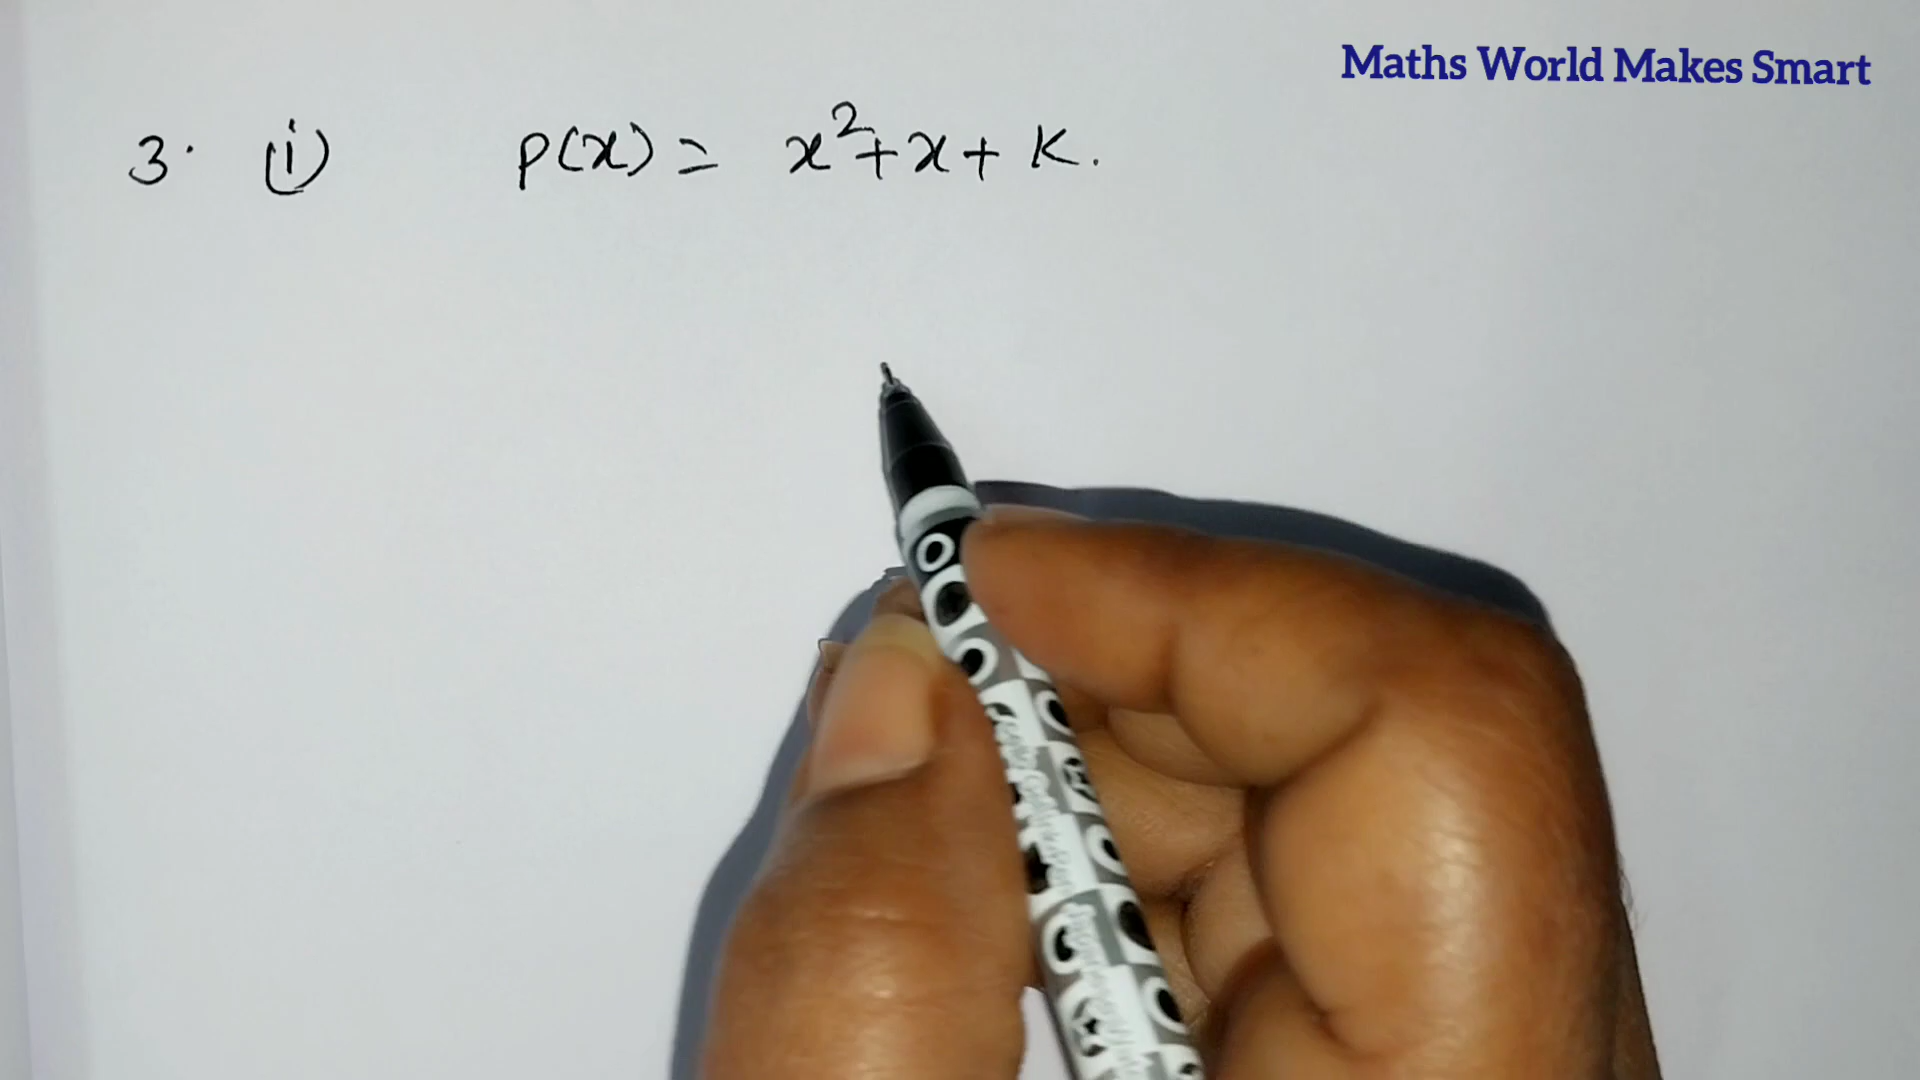 Maths World Makes Smart
3. (i) p(x) = x²+x+ K.